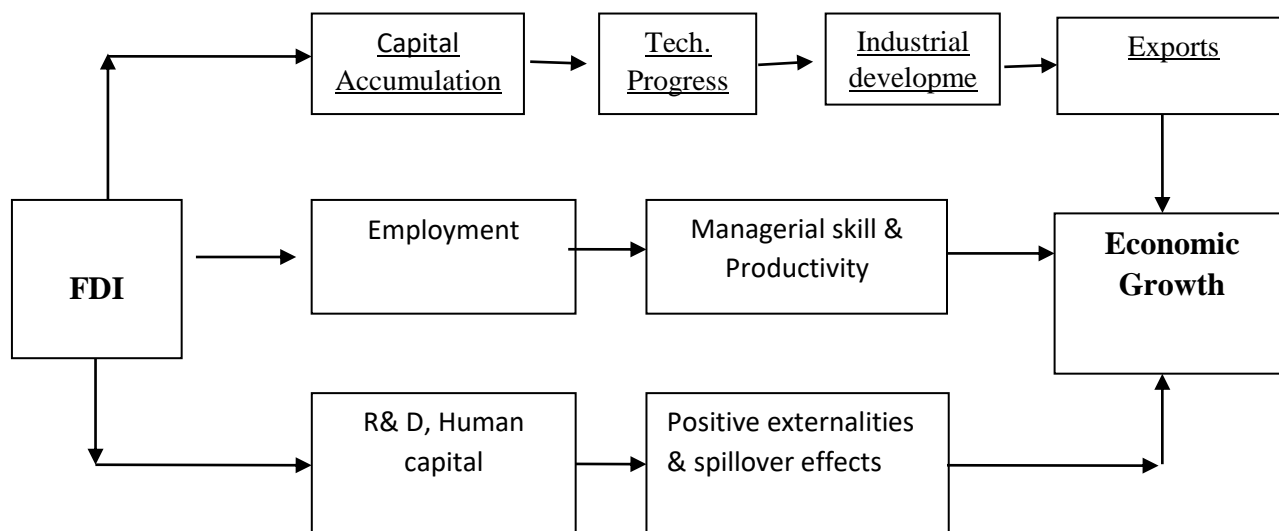 Capital
Accumulation
Tech.
Progress
Industrial
developme
Exports
FDI
Employment
Managerial skill &
Productivity
Economic
Growth
R& D, Human
capital
Positive externalities
& spillover effects